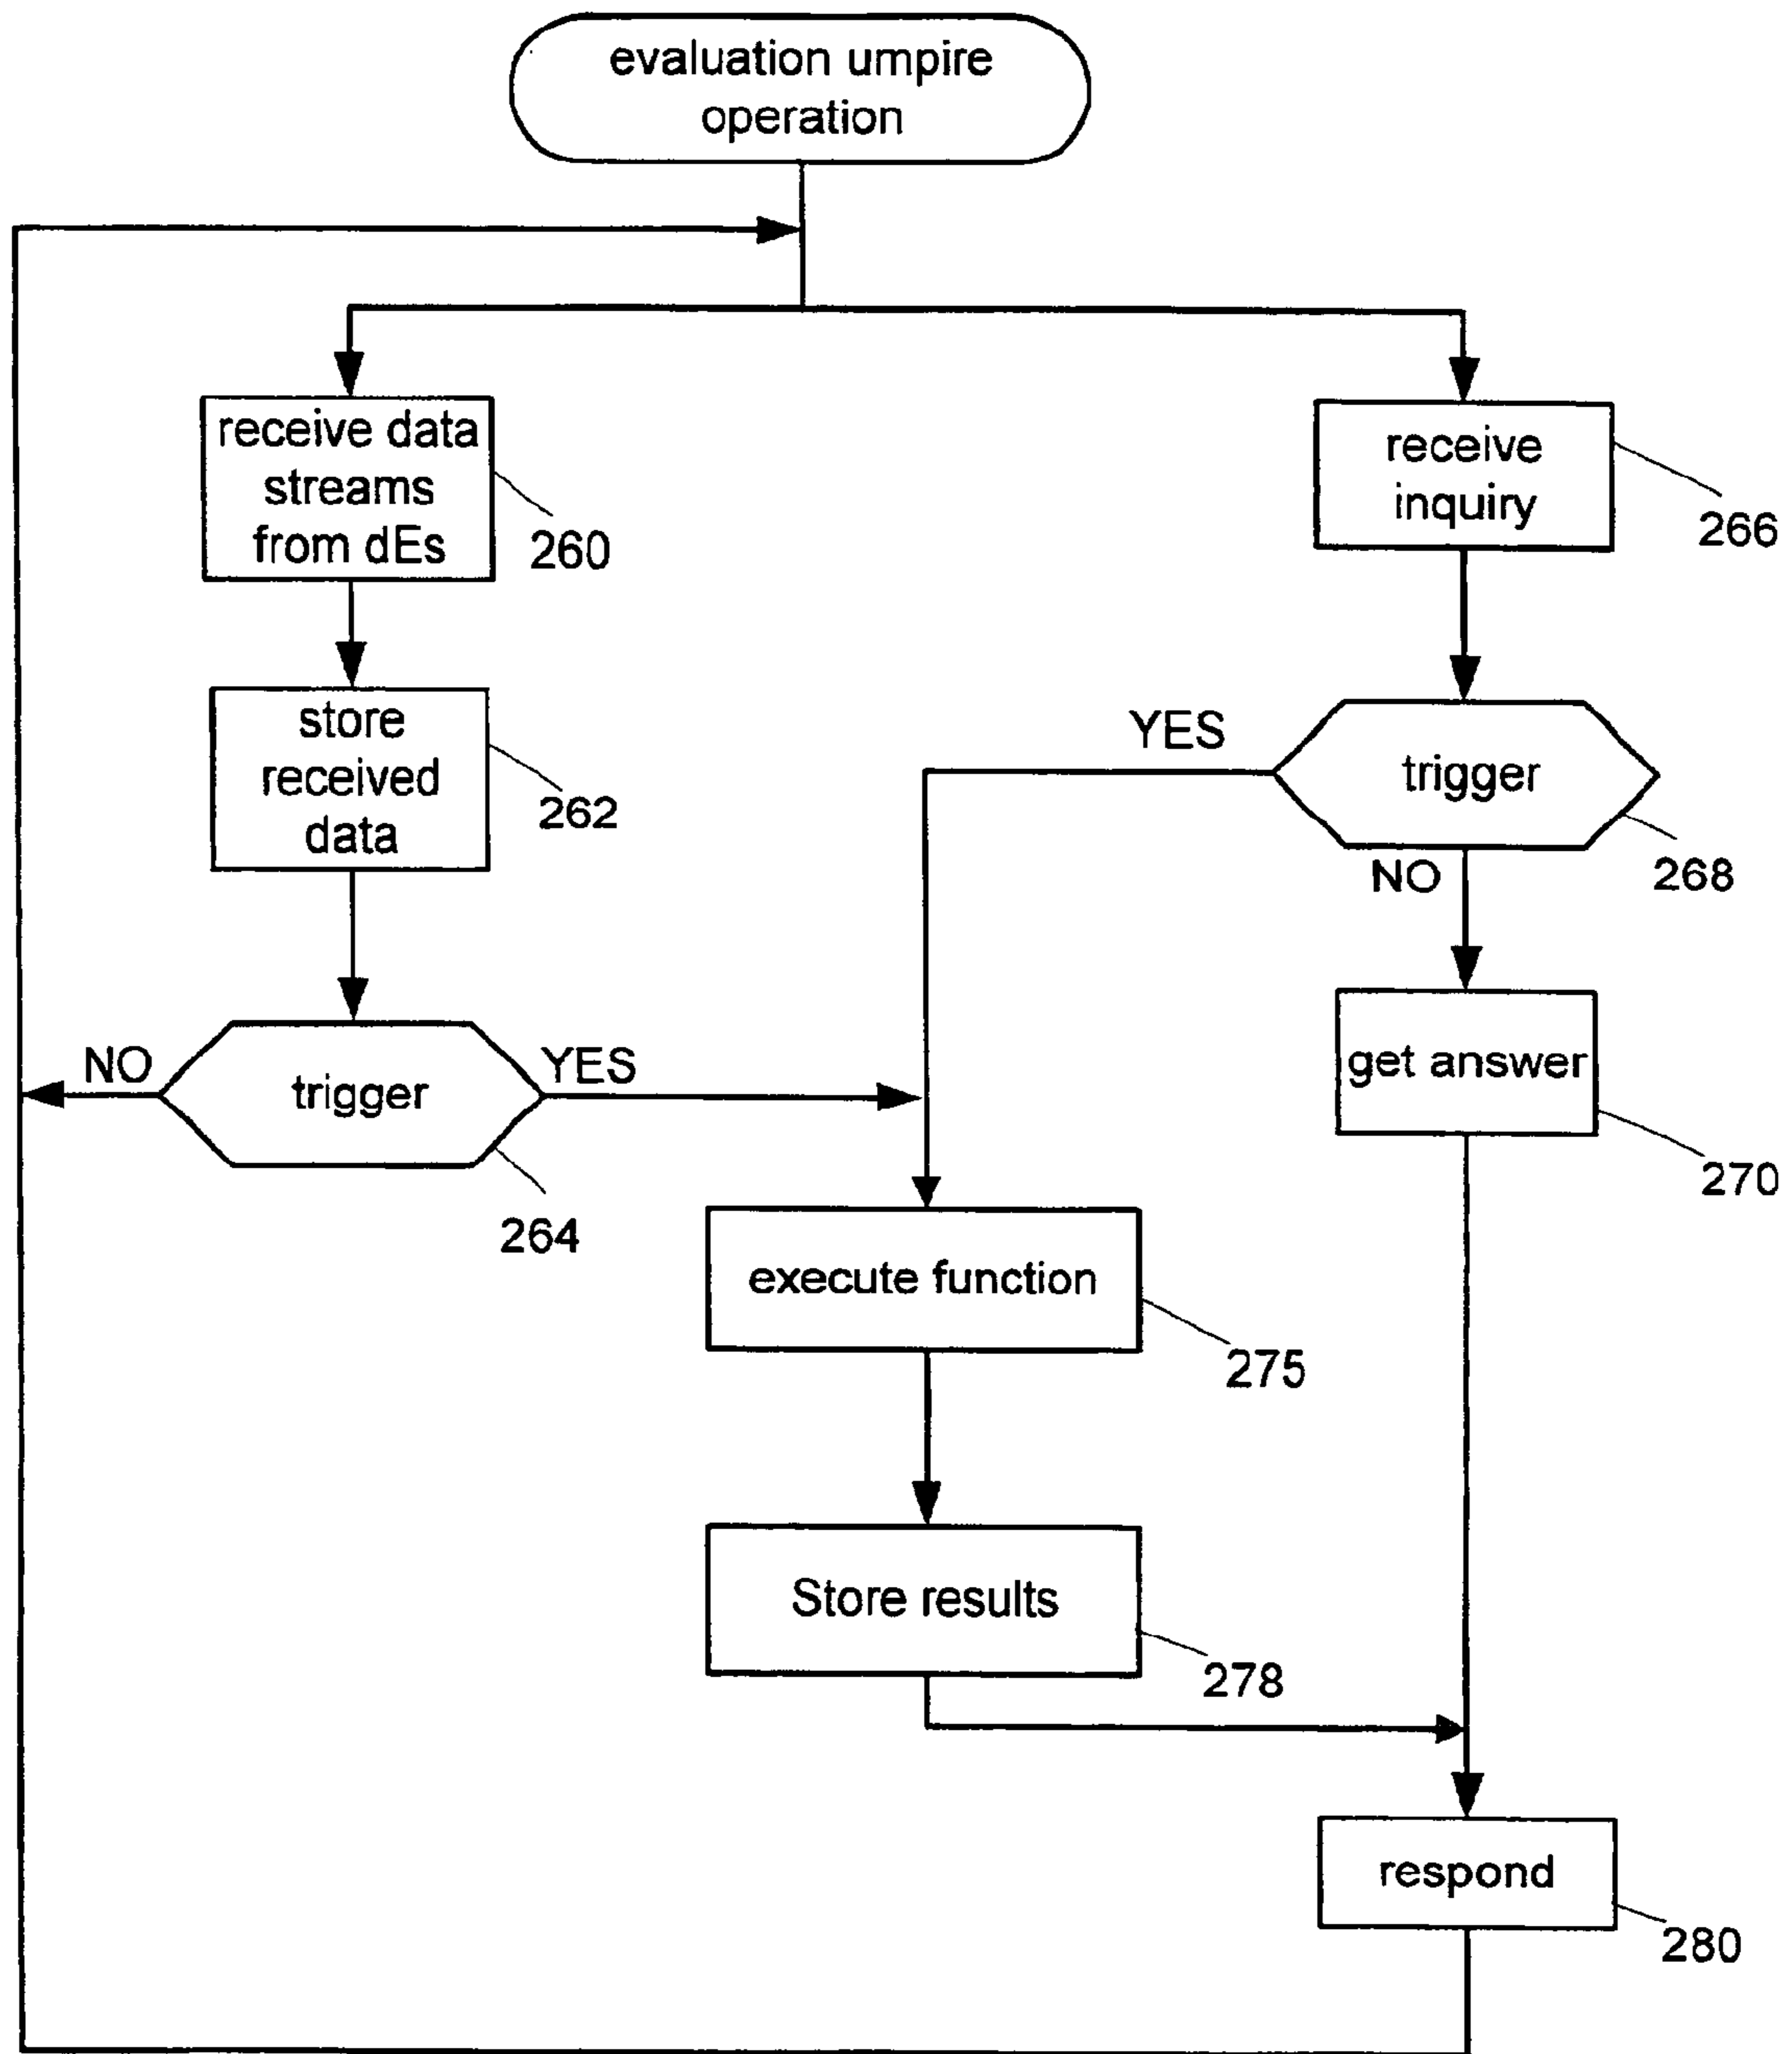 evaluation umpire
operation
receive data
streams
from dEs
260
receive
inquiry
266
store
received
data
262
YES
trigger
268
NO
NO
trigger
YES
264
get answer
270
execute function
275
Store results
278
respond
280